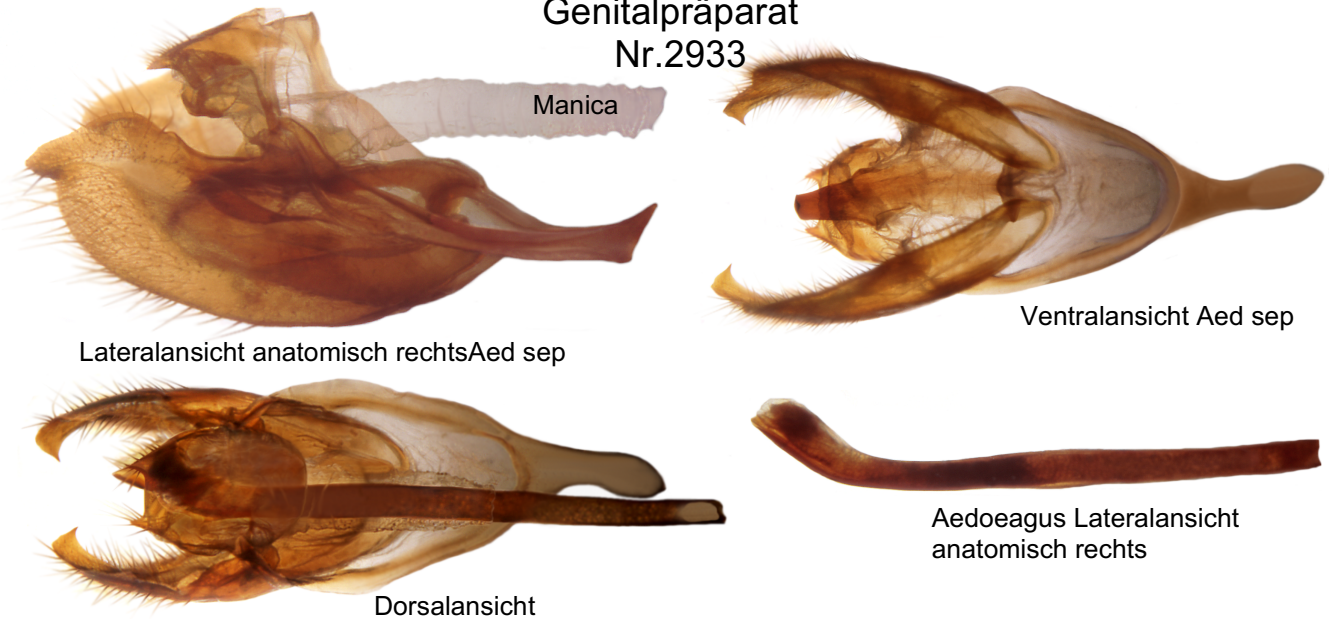 Genitalpräparat
Nr.2933
Manica
Lateralansicht anatomisch rechtsAed sep
Ventralansicht Aed sep
Aedoeagus Lateralansicht
anatomisch rechts
Dorsalansicht